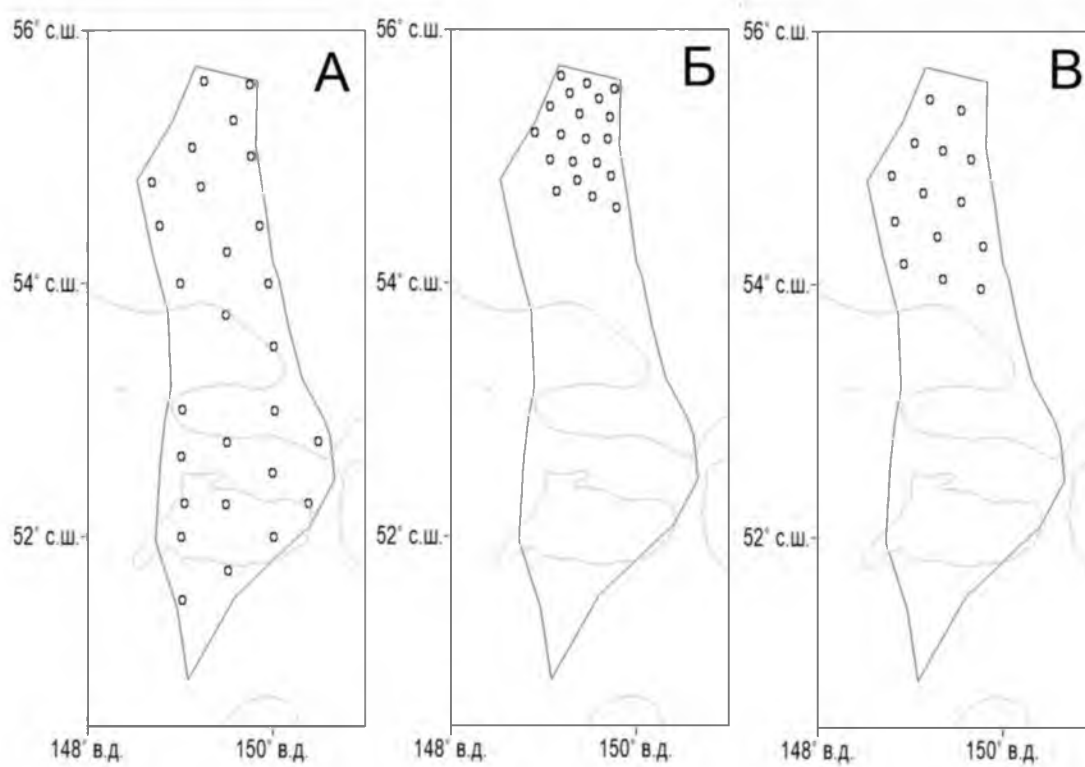 А
Б
В
56° с.ш.
54° с.ш.
52° с.ш.
148° в.д.
150° в.д.
56° с.ш.
54° с.ш.
52° с.ш.
148° в.д.
150° в.д.
56° с.ш.
54° с.ш.
52° с.ш.
148° в.д.
150° в.д.